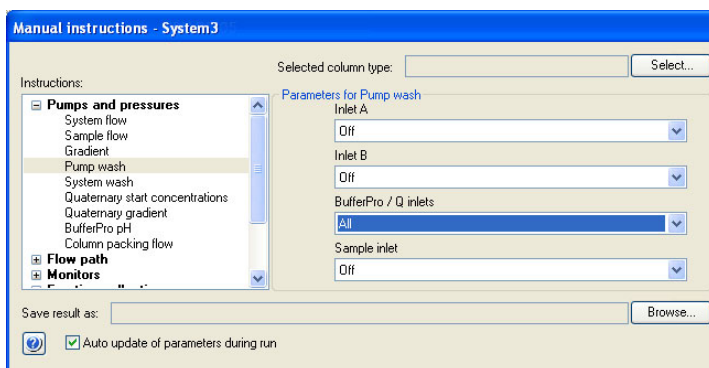 Manual instructions - System3
Selected column type:
Select...
Instructions:
Pumps and pressures
System flow
Sample flow
Gradient
Pump wash
System wash
Quaternary start concentrations
Quaternary gradient
BufferPro pH
Column packing flow
Flow path
Monitors
Parameters for Pump wash
Inlet A
Off
Inlet B
Off
BufferPro / Q inlets
All
Sample inlet
Off
Save result as:
Browse...
Auto update of parameters during run